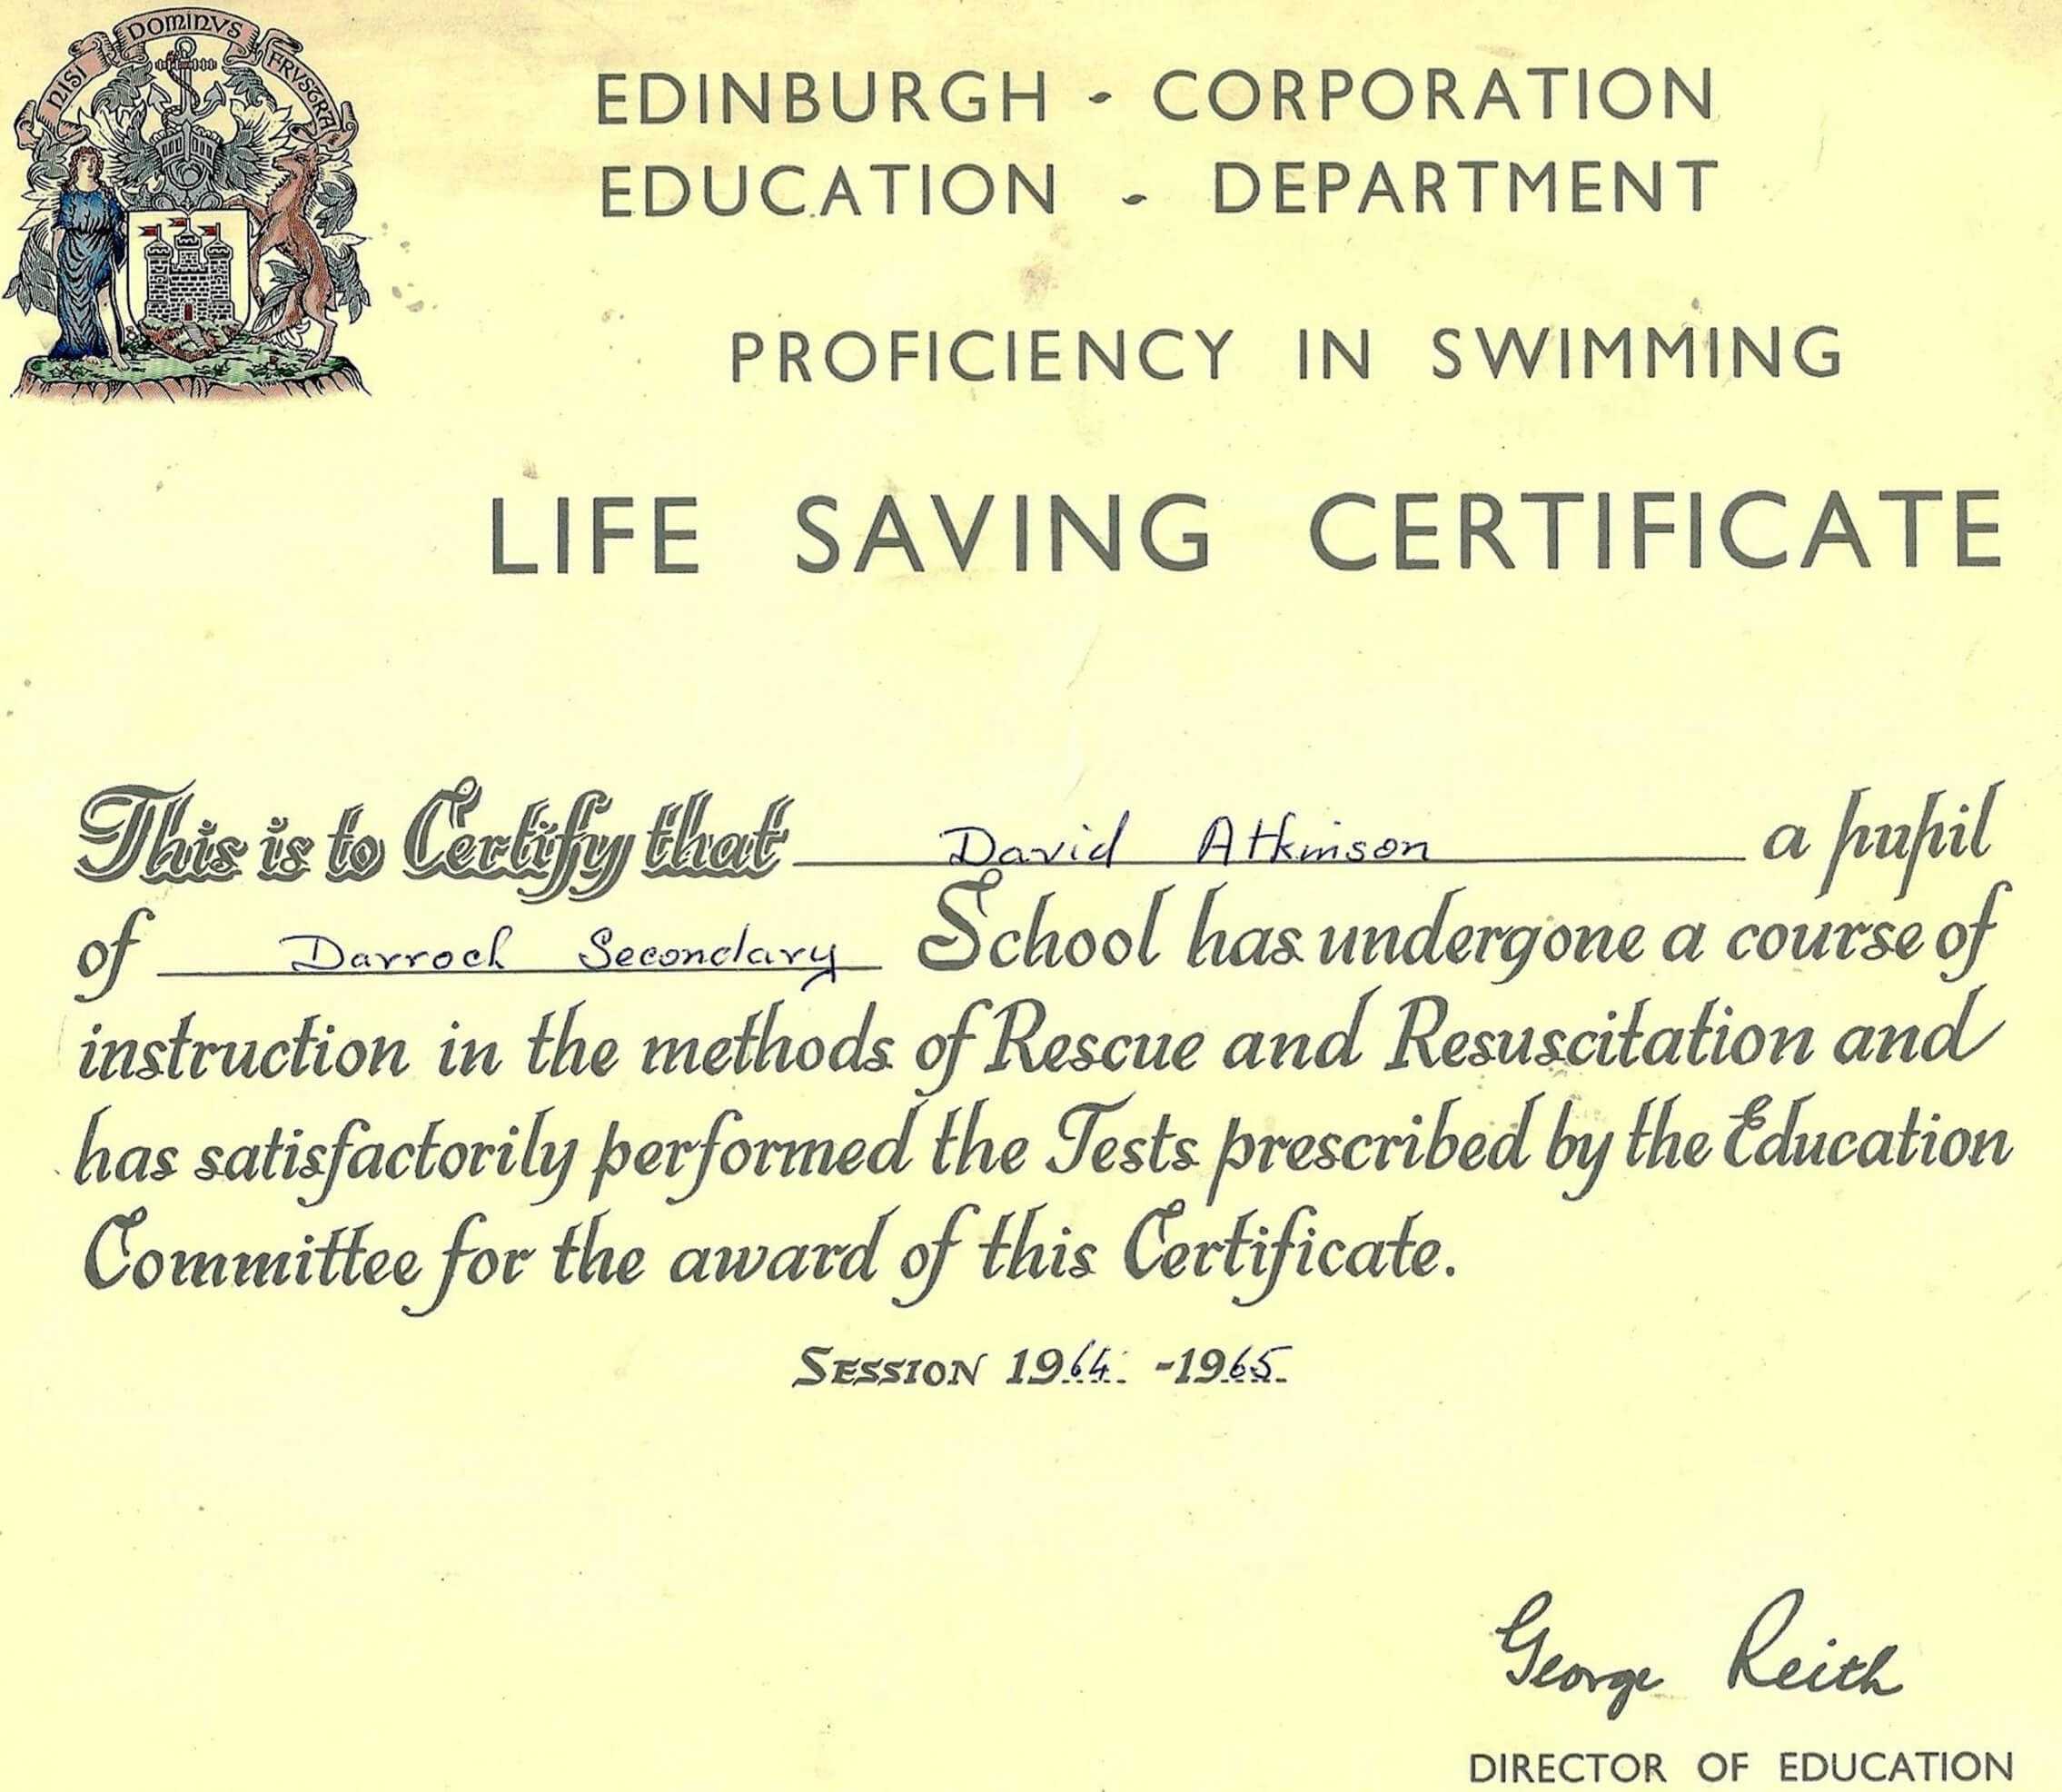 NISI DOMINVS FRVSTRA
EDINBURGH - CORPORATION
EDUCATION - DEPARTMENT
PROFICIENCY IN SWIMMING
LIFE SAVING CERTIFICATE
This is to Certify that David Atkinson a pupil
of Darroch Secondary School has undergone a course of
instruction in the methods of Rescue and Resuscitation and
has satisfactorily performed the Tests prescribed by the Education
Committee for the award of this Certificate.
SESSION 1964 -1965
George Reith
DIRECTOR OF EDUCATION